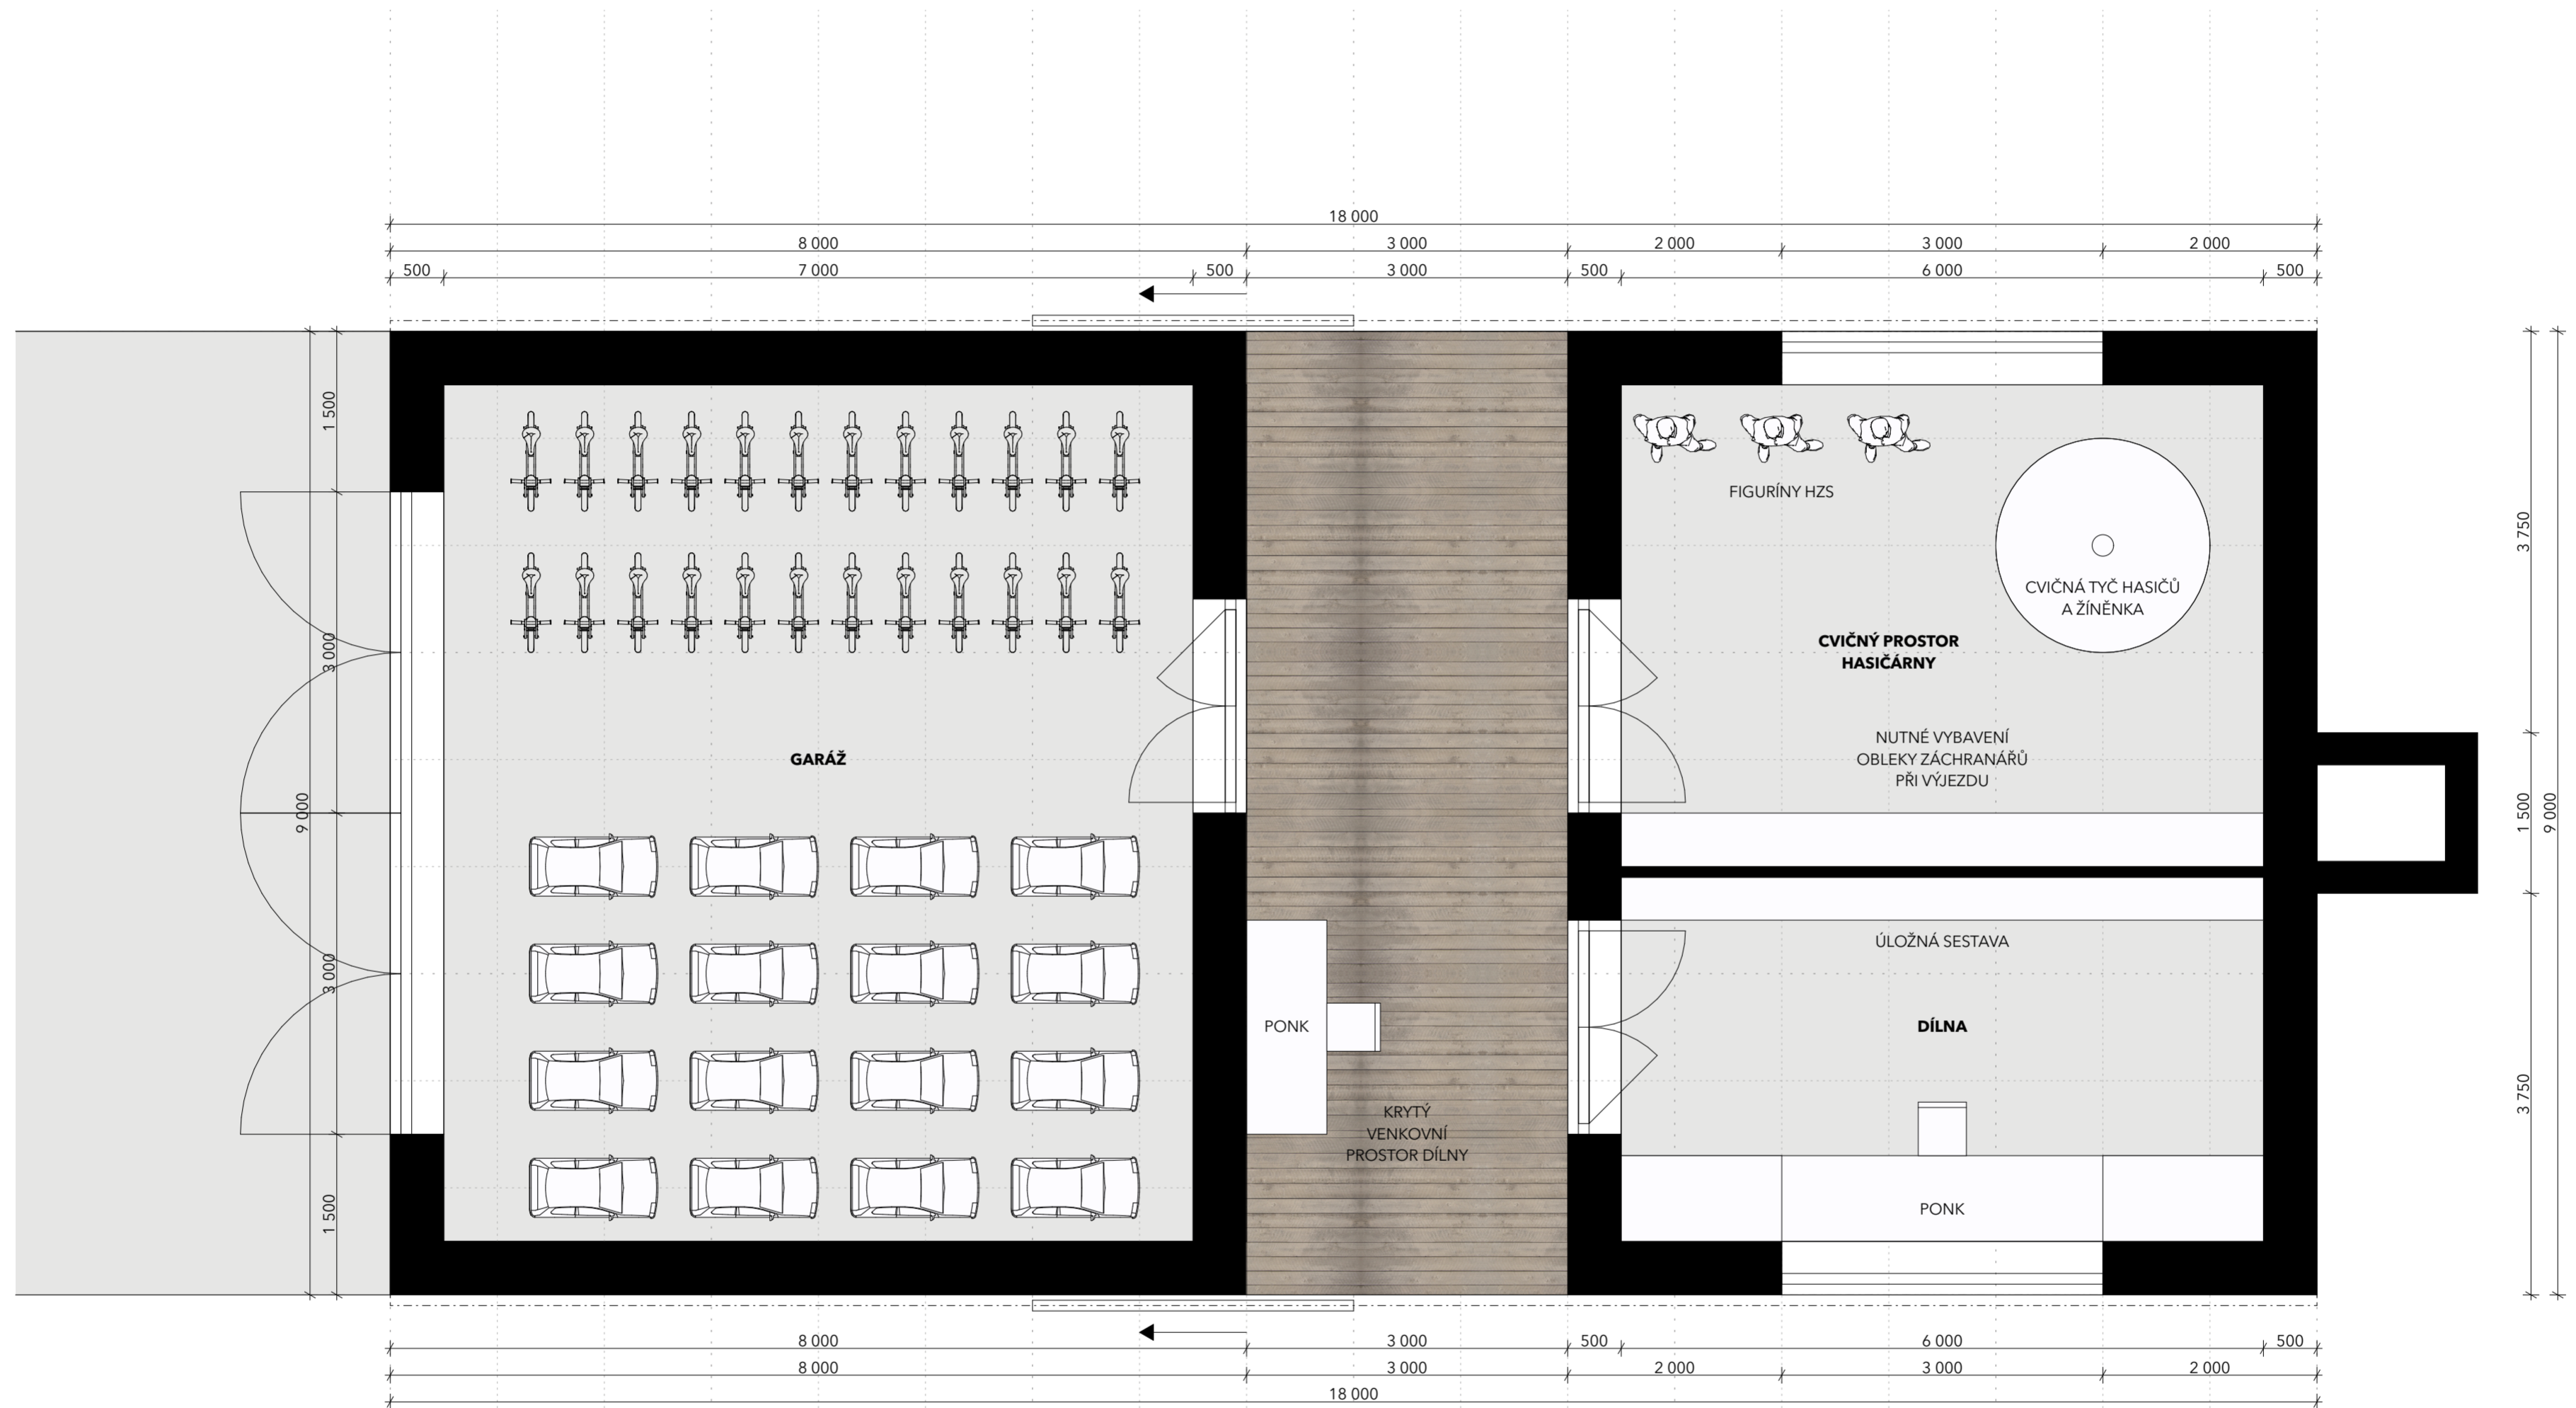 18 000
8 000
3 000
2 000
3 000
2 000
500
7 000
500
3 000
500
6 000
500
1 500
3 000
9 000
3 000
1 500
GARÁŽ
PONK
KRYTÝ
VENKOVNÍ
PROSTOR DÍLNY
FIGURÍNY HZS
CVIČNÁ TYČ HASIČŮ
A ŽÍNĚNKA
CVIČNÝ PROSTOR
HASIČÁRNY
NUTNÉ VYBAVENÍ
OBLEKY ZÁCHRANÁŘŮ
PŘI VÝJEZDU
ÚLOŽNÁ SESTAVA
DÍLNA
PONK
3 750
1 500
9 000
3 750
8 000
3 000
500
6 000
500
8 000
3 000
2 000
3 000
2 000
18 000